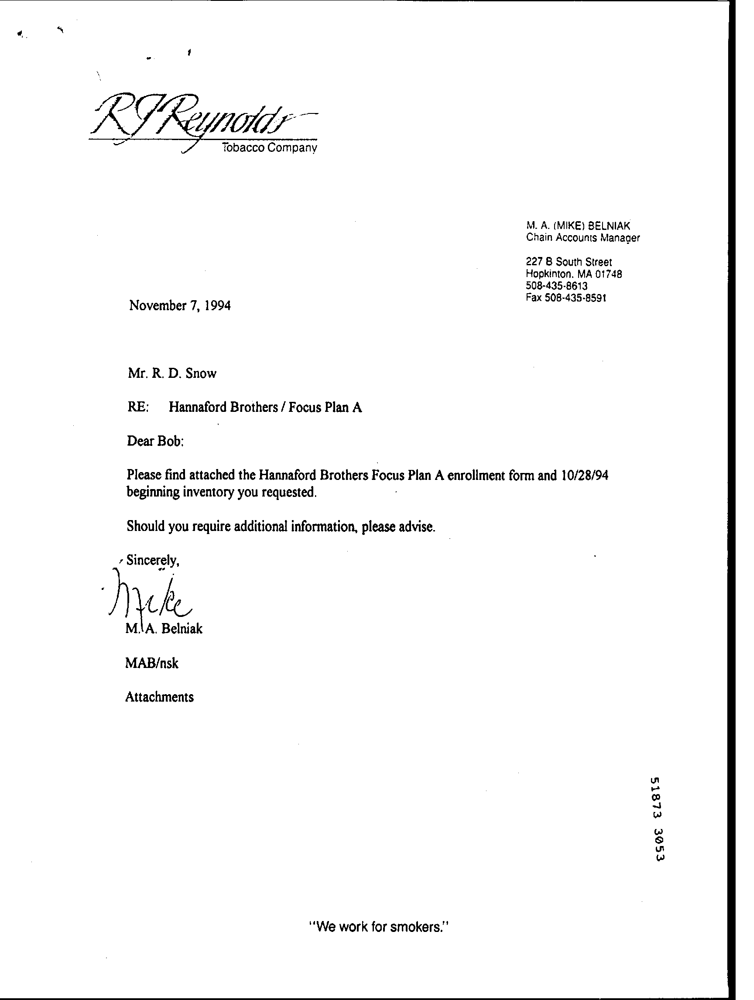 RJReynolds
Tobacco Company
M. A. (MIKE) BELNIAK
Chain Accounts Manager
227 B South Street
Hopkinton, MA 01748
508-435-8613
Fax 508-435-8591
November 7, 1994
Mr. R. D. Snow
RE: Hannaford Brothers / Focus Plan A
Dear Bob:
Please find attached the Hannaford Brothers Focus Plan A enrollment form and 10/28/94
beginning inventory you requested.
Should you require additional information, please advise.
Sincerely,
Mike
M. A. Belniak
MAB/nsk
Attachments
51873 3053
"We work for smokers."